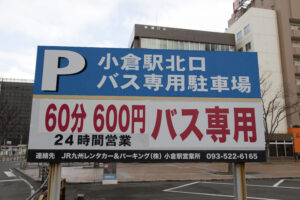 P 小倉駅北口
バス専用駐車場
60分 600円 バス専用
24時間営業
連絡先 JR九州レンタカー&パーキング(株) 小倉駅営業所 093-522-6165